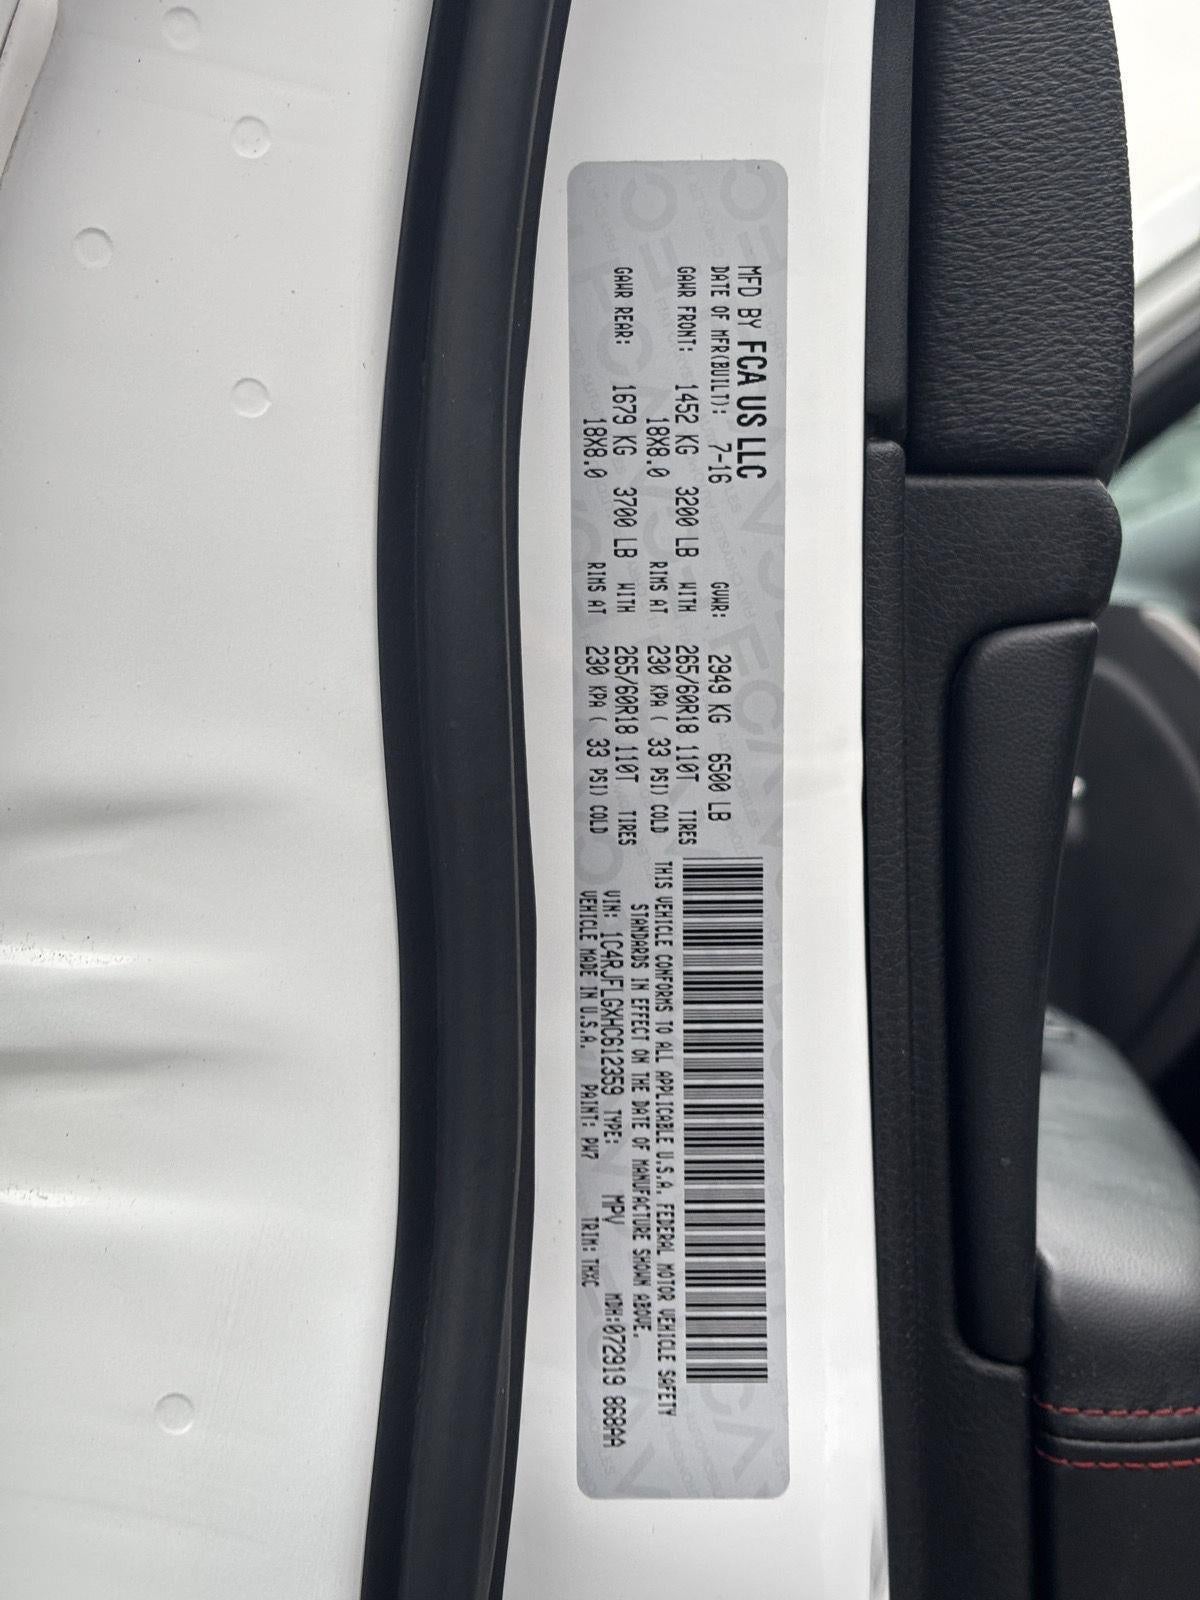 MFD BY FCA US LLC
DATE OF MFR(BUILT): 7-16 GVWR: 2949 KG 6500 LB
GAWR FRONT: 1452 KG 3200 LB WITH 265/60R18 110T TIRES
18X8.0 RIMS AT 230 KPA ( 33 PSI) COLD
GAWR REAR: 1679 KG 3700 LB WITH 265/60R18 110T TIRES
18X8.0 RIMS AT 230 KPA ( 33 PSI) COLD
THIS VEHICLE CONFORMS TO ALL APPLICABLE U.S.A. FEDERAL MOTOR VEHICLE SAFETY
STANDARDS IN EFFECT ON THE DATE OF MANUFACTURE SHOWN ABOVE.
VIN: 1C4RJFLGXHC612359 TYPE: MPV MDH:072919 868AA
VEHICLE MADE IN U.S.A. PAINT: PW7 TRIM: THXC